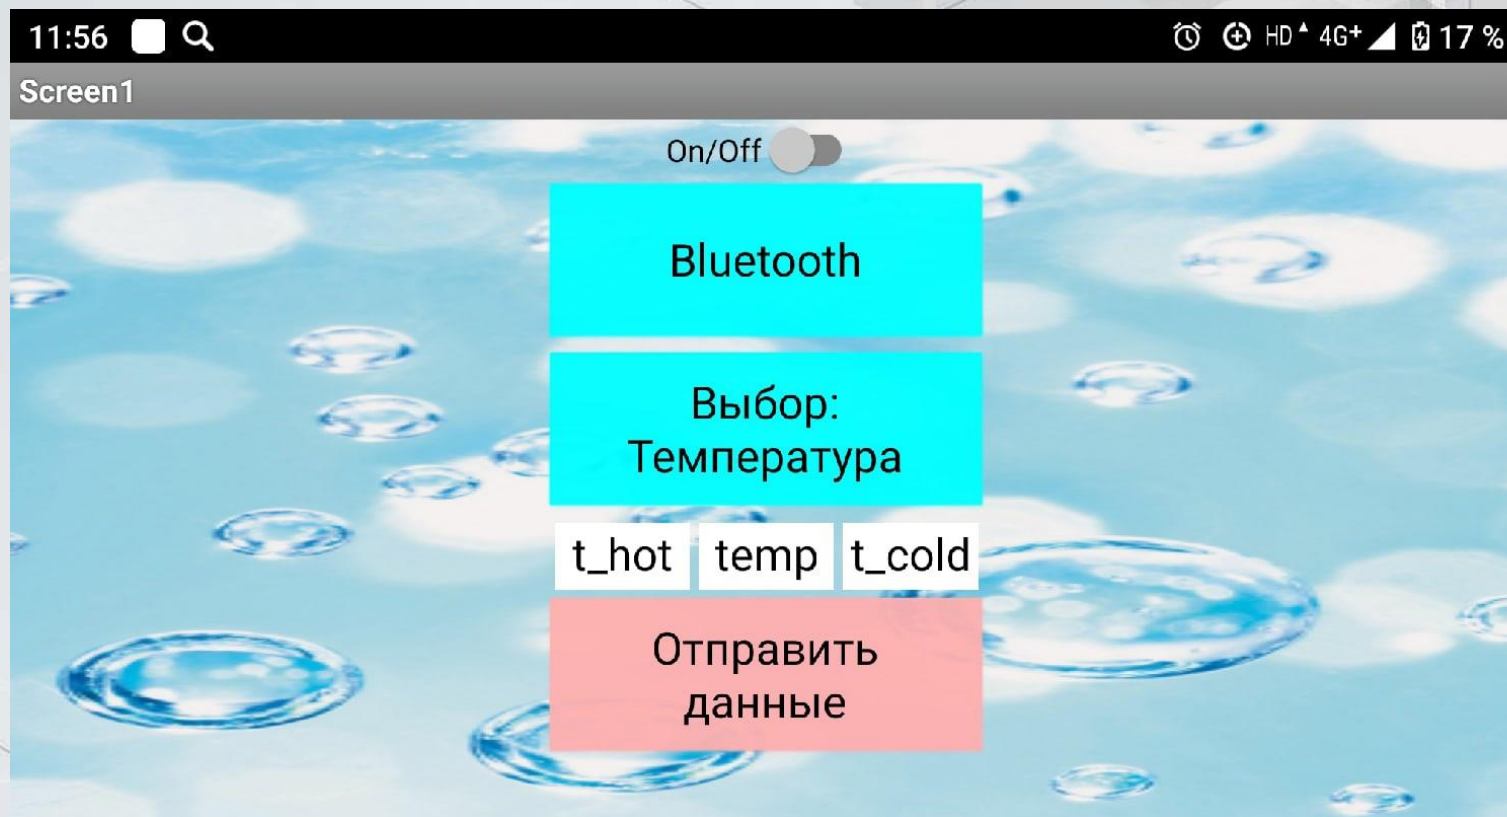 11:56 HD 4G+ 17 %
Screen1
On/Off
Bluetooth
Выбор:
Температура
t_hot temp t_cold
Отправить
данные